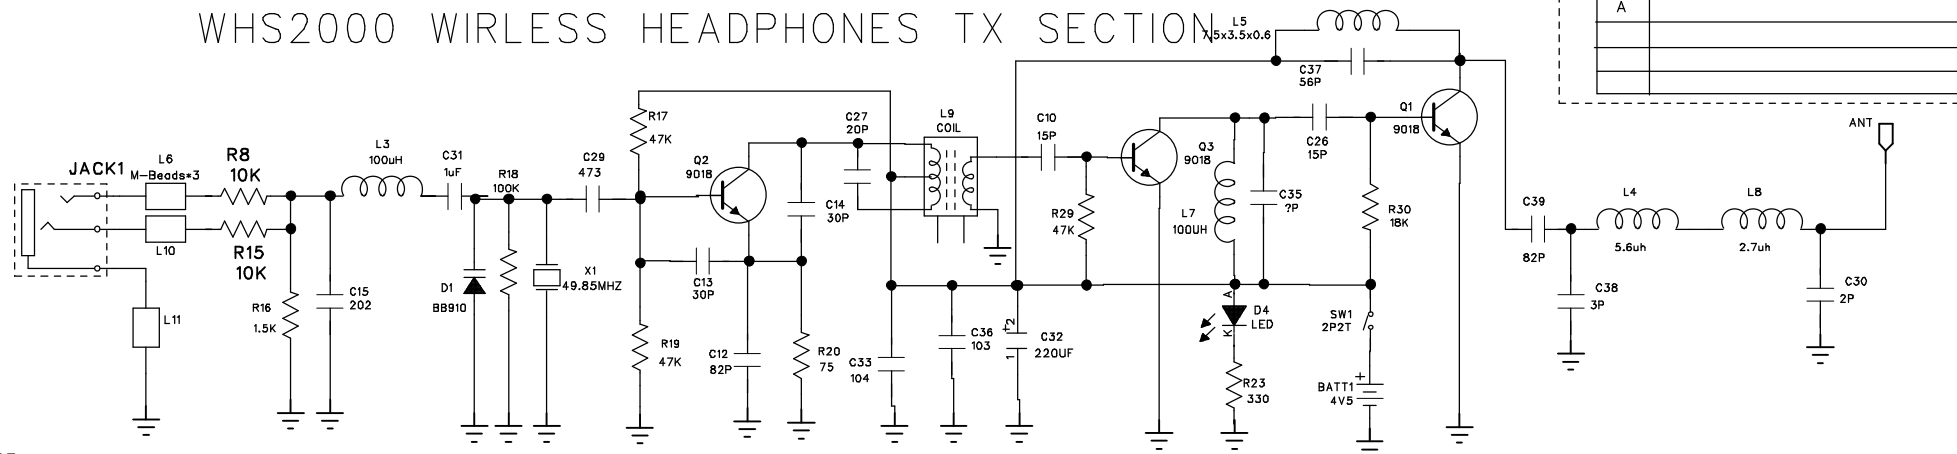 WHS2000 WIRLESS HEADPHONES TX SECTION
A
L5
7.5x3.5x0.6
C37
56P
JACK1
L6
M-Beads*3
R8
10K
L10
R15
10K
L11
R16
1.5K
C15
202
L3
100uH
C31
1uF
D1
BB910
R18
100K
X1
49.85MHZ
C29
473
R17
47K
R19
47K
Q2
9018
C13
30P
C12
82P
C14
30P
R20
75
C27
20P
L9
COIL
C33
104
C36
103
2
+
1
C32
220UF
C10
15P
R29
47K
Q3
9018
L7
100UH
C35
?P
C26
15P
R30
18K
Q1
9018
A
D4
LED
K
R23
330
SW1
2P2T
+
BATT1
4V5
C39
82P
C38
3P
L4
5.6uh
L8
2.7uh
C30
2P
ANT